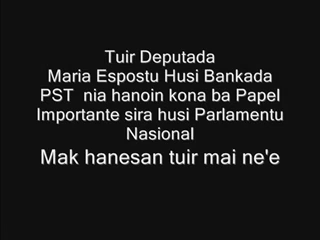 Tuir Deputada
Maria Espostu Husi Bankada
PST nia hanoin kona ba Papel
Importante sira husi Parlamentu
Nasional
Mak hanesan tuir mai ne'e